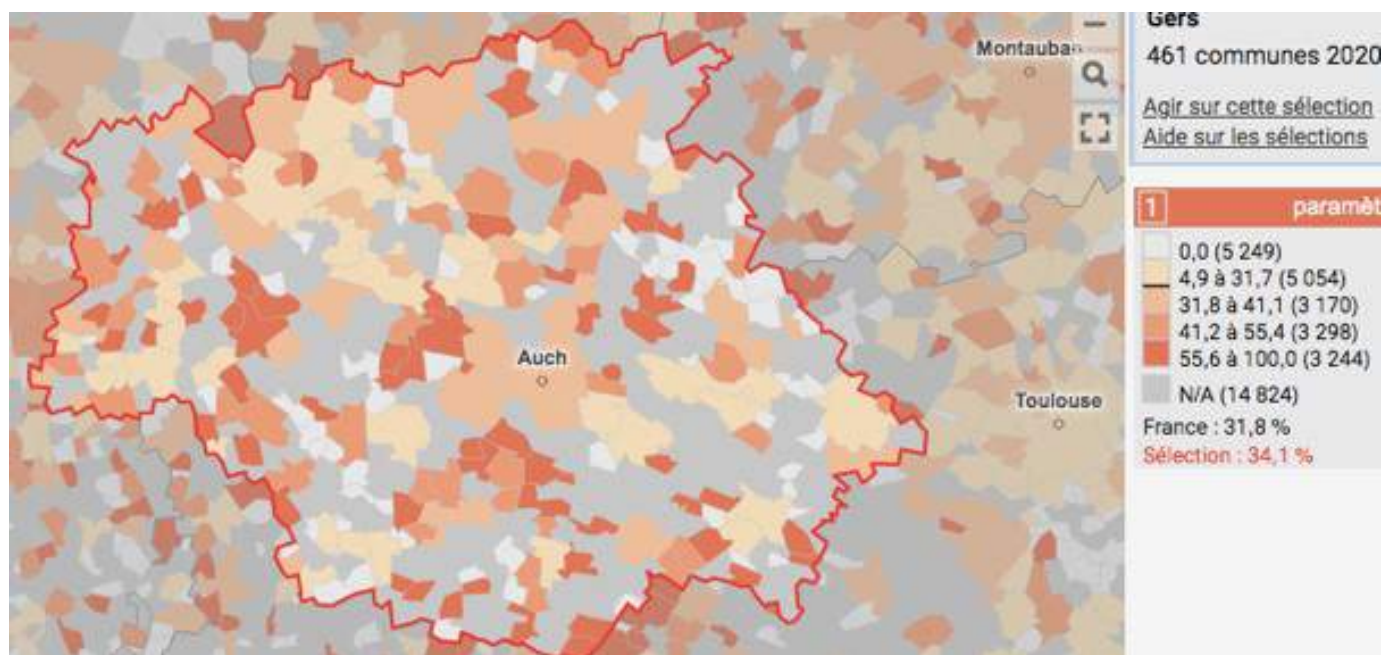 Montauban
Auch
Toulouse
Gers
461 communes 2020
Agir sur cette sélection
Aide sur les sélections
1 paramèt
0,0 (5 249)
4,9 à 31,7 (5 054)
31,8 à 41,1 (3 170)
41,2 à 55,4 (3 298)
55,6 à 100,0 (3 244)
N/A (14 824)
France : 31,8 %
Sélection : 34,1 %